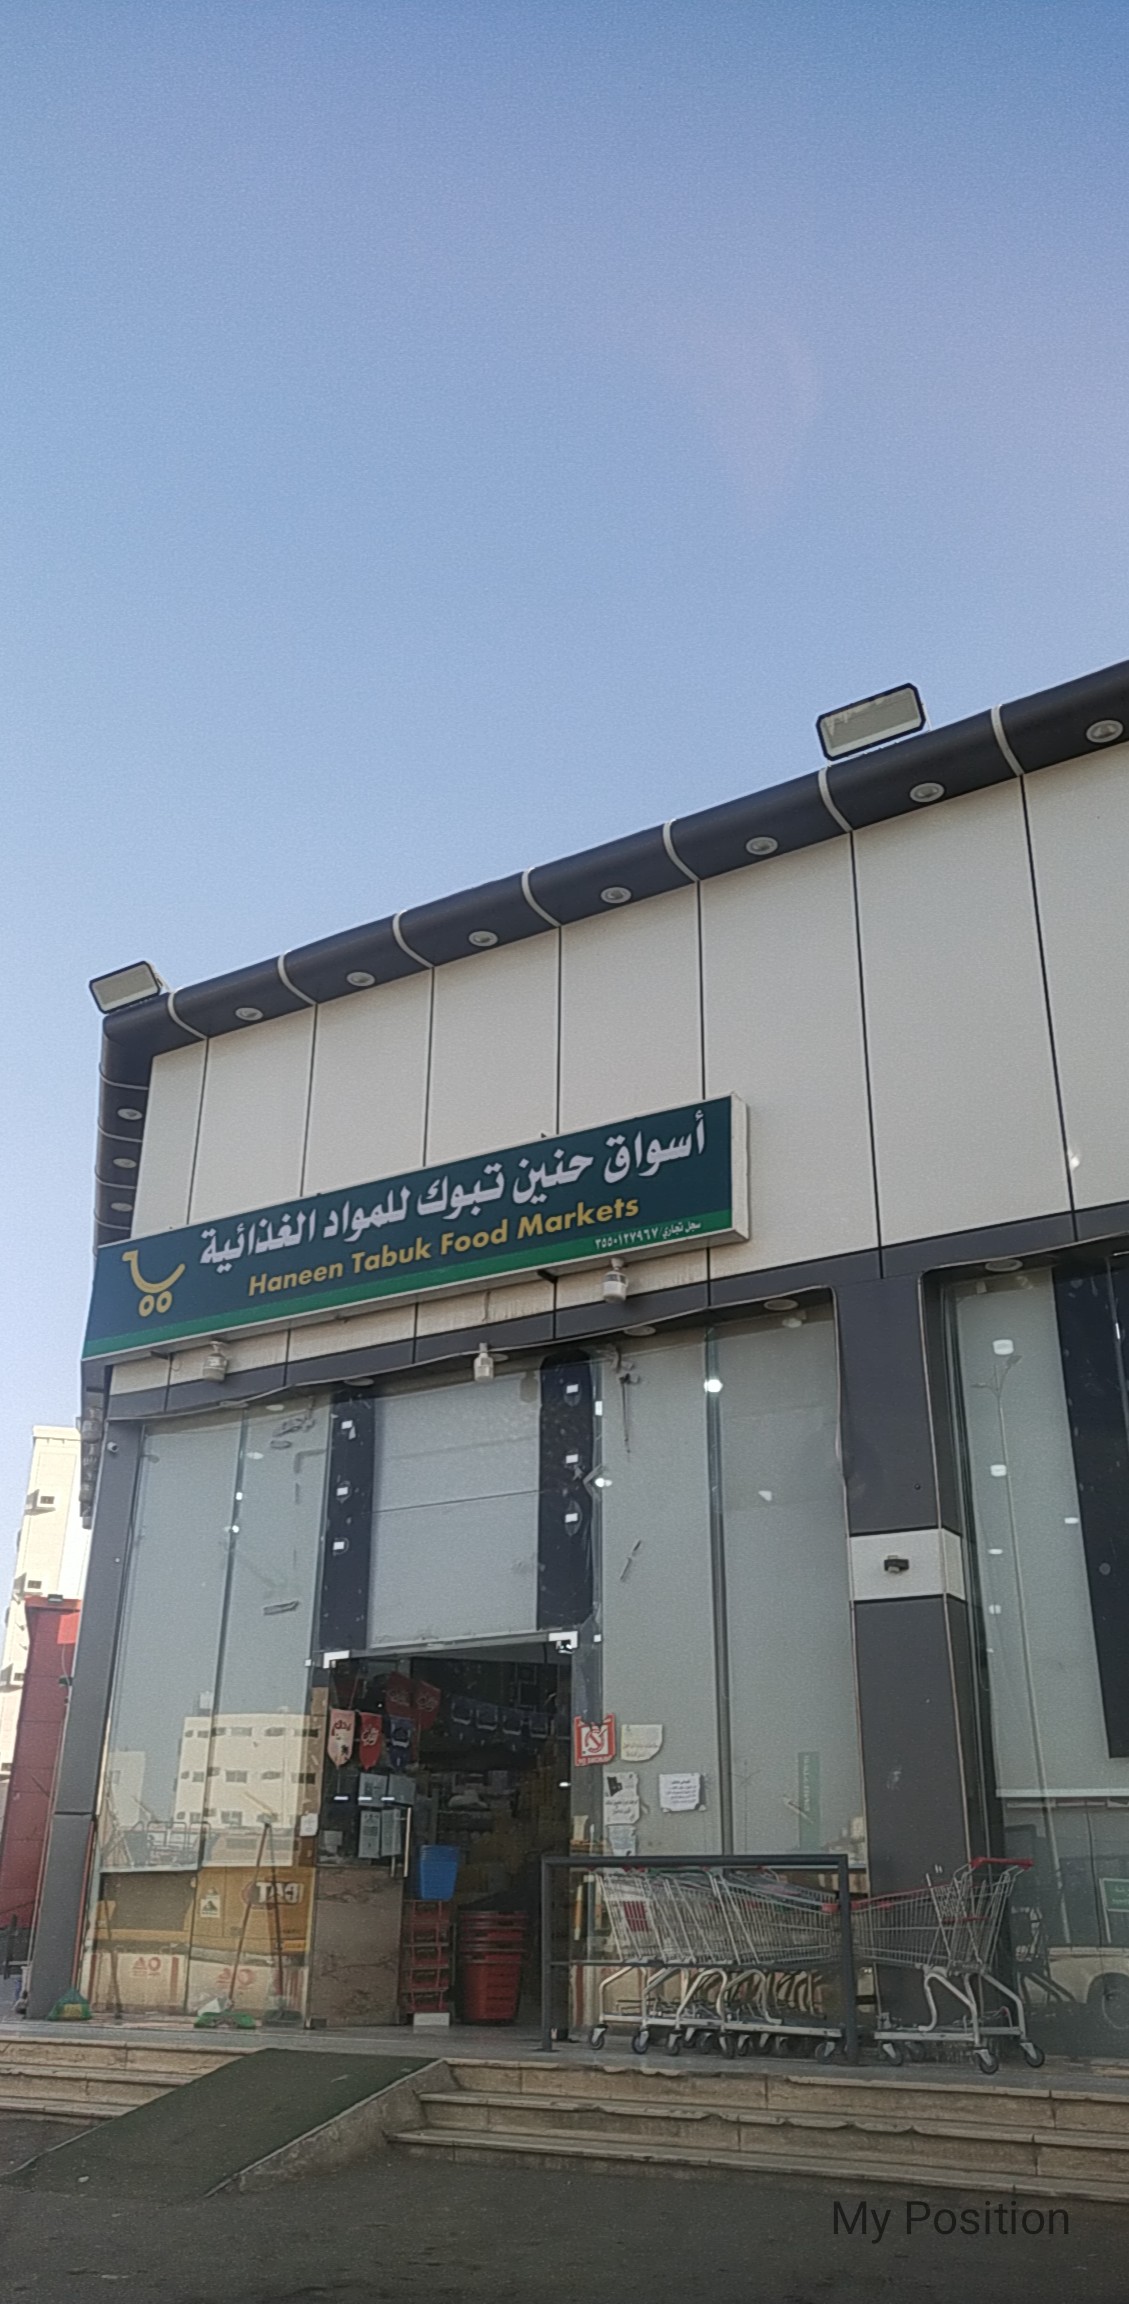 أسواق حنين تبوك للمواد الغذائية
Haneen Tabuk Food Markets
سجل تجاري/ ٣٥٥٠١٢٧٩٦٧
My Position